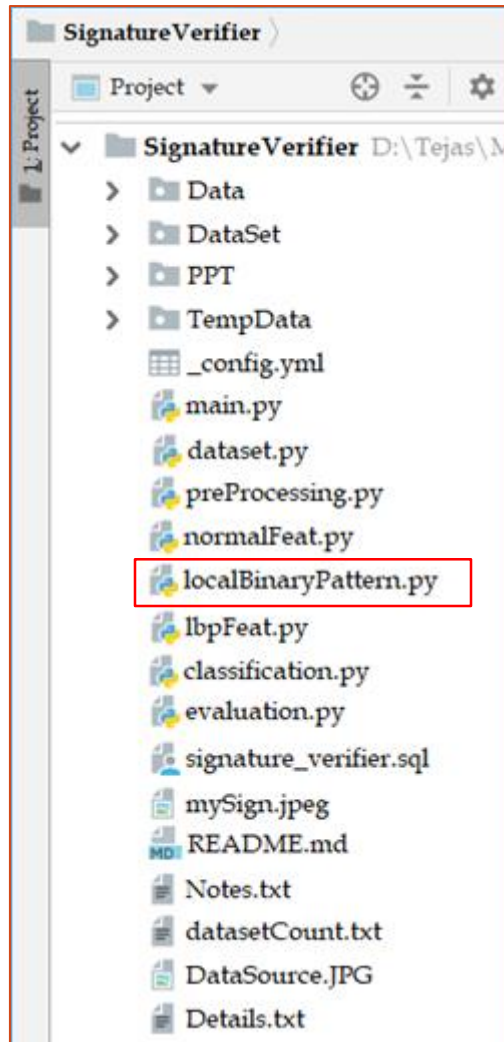 SignatureVerifier
1: Project
Project
SignatureVerifier D:\Tejas\M
Data
DataSet
PPT
TempData
_config.yml
main.py
dataset.py
preProcessing.py
normalFeat.py
localBinaryPattern.py
lbpFeat.py
classification.py
evaluation.py
signature_verifier.sql
mySign.jpeg
MD README.md
Notes.txt
datasetCount.txt
DataSource.JPG
Details.txt